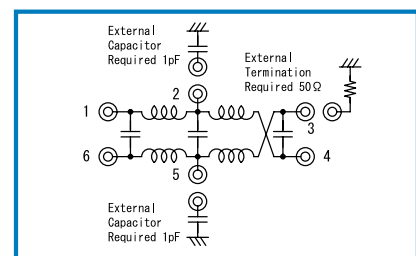 External
Capacitor
Required 1pF
External
Termination
Required 50Ω
2
1
3
6
4
5
External
Capacitor
Required 1pF